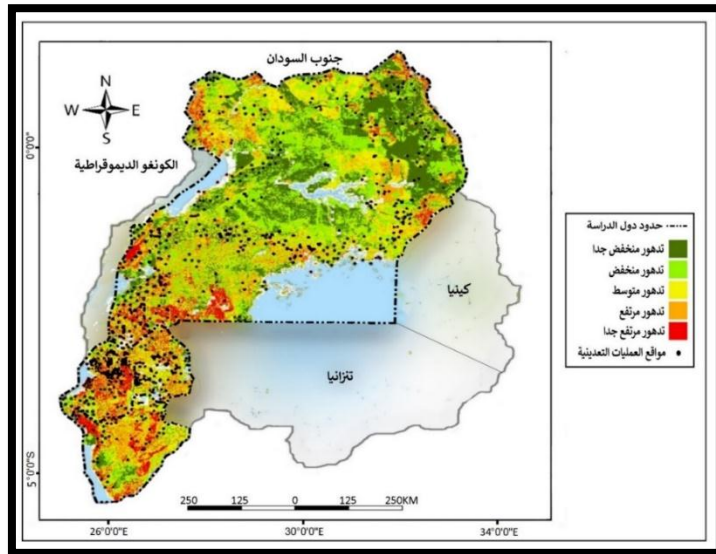 جنوب السودان
N
W E
S
0°0'0"
الكونغو الديموقراطية
حدود دول الدراسة
تدهور منخفض جدا
تدهور منخفض
تدهور متوسط
تدهور مرتفع
تدهور مرتفع جدا
مواقع العمليات التعدينية
كينيا
تنزانيا
5°0'0"S
250 125 0 125 250KM
26°0'0"E 30°0'0"E 34°0'0"E